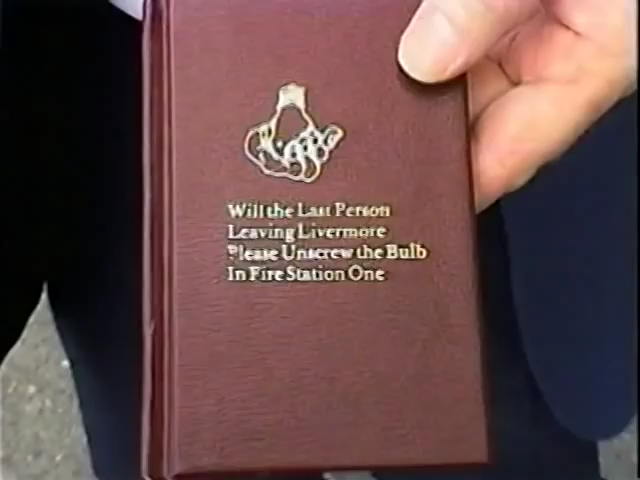 Will the Last Person
Leaving Livermore
Please Unscrew the Bulb
In Fire Station One